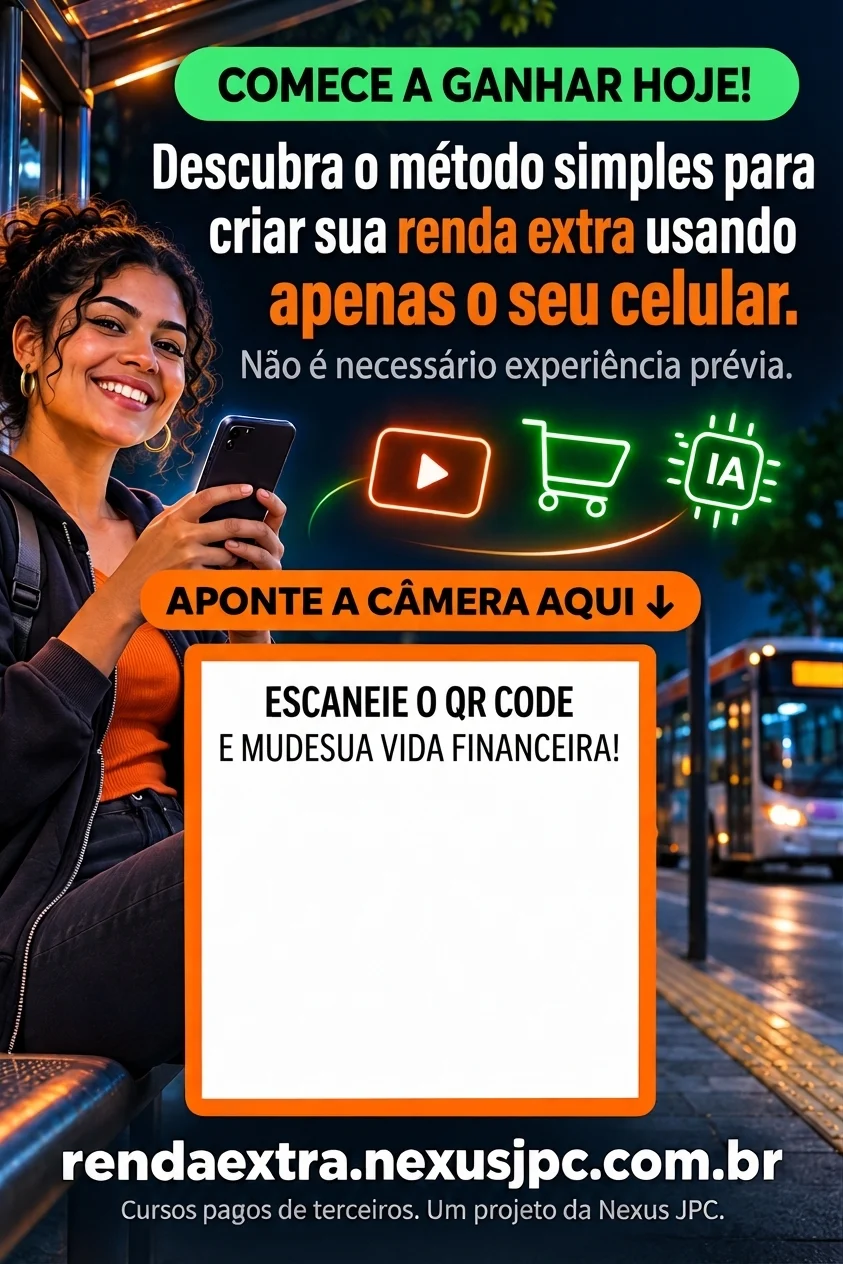 COMECE A GANHAR HOJE!
Descubra o método simples para
criar sua renda extra usando
apenas o seu celular.
Não é necessário experiência prévia.
IA
APONTE A CÂMERA AQUI ↓
ESCANEIE O QR CODE
E MUDESUA VIDA FINANCEIRA!
rendaextra.nexusjpc.com.br
Cursos pagos de terceiros. Um projeto da Nexus JPC.